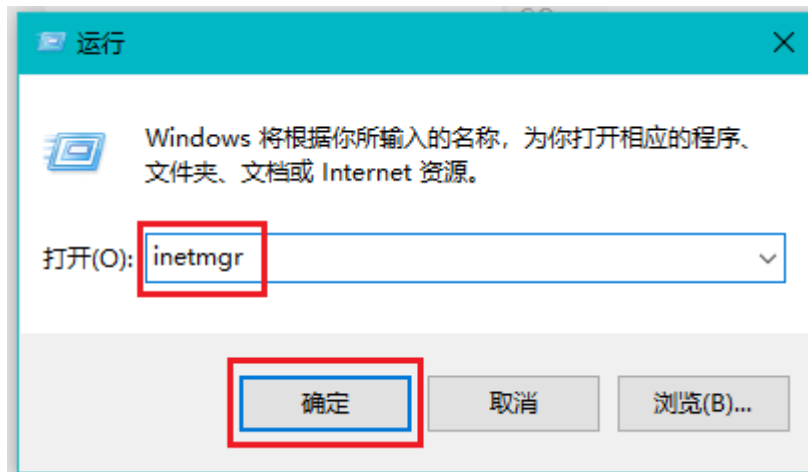 运行
Windows 将根据你所输入的名称，为你打开相应的程序、
文件夹、文档或 Internet 资源。
打开(O): inetmgr
确定 取消 浏览(B)...